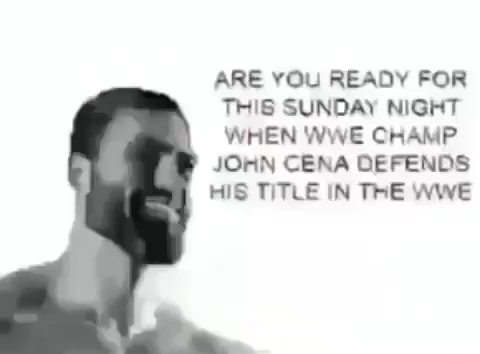 ARE YOU READY FOR
THIS SUNDAY NIGHT
WHEN WWE CHAMP
JOHN CENA DEFENDS
HIS TITLE IN THE WWE